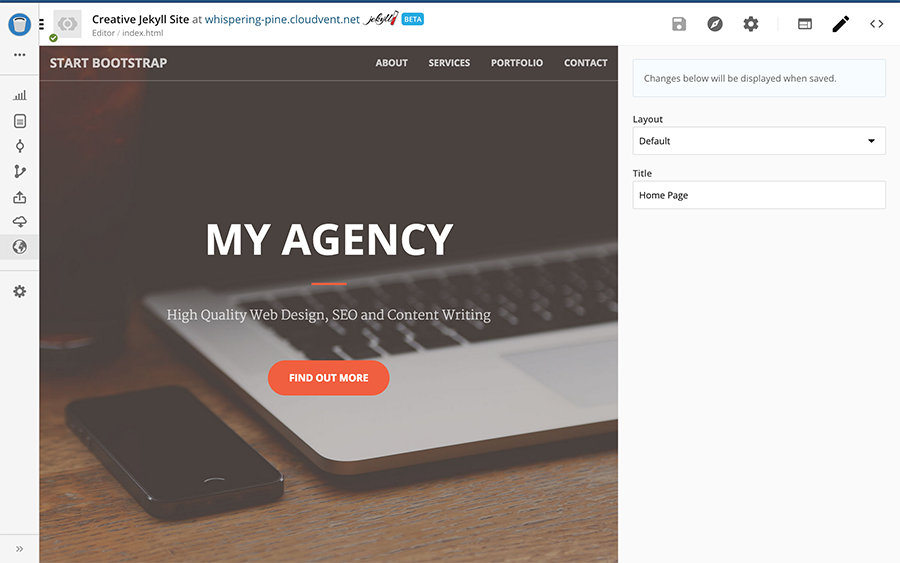 Creative Jekyll Site at whispering-pine.cloudvent.net jekyll BETA
Editor / index.html
START BOOTSTRAP ABOUT SERVICES PORTFOLIO CONTACT
Changes below will be displayed when saved.
Layout
Default
Title
Home Page
MY AGENCY
High Quality Web Design, SEO and Content Writing
FIND OUT MORE